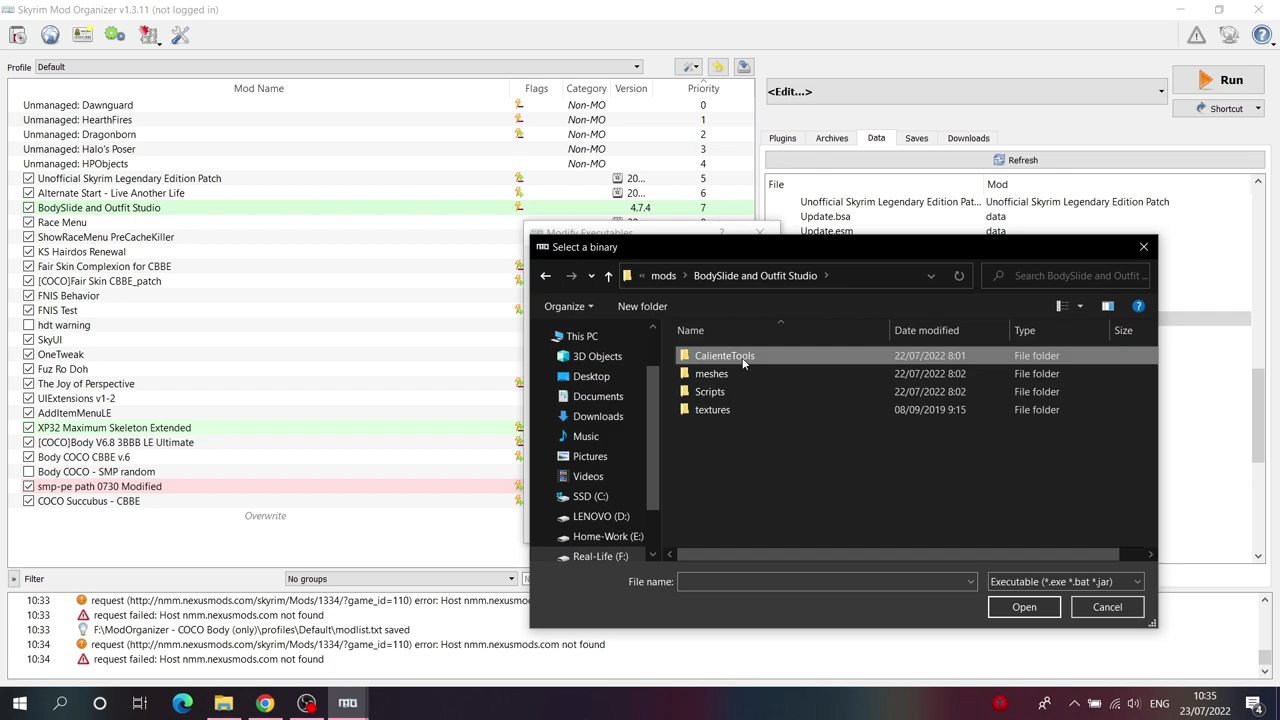 Skyrim Mod Organizer v1.3.11 (not logged in)
Profile Default
Mod Name Flags Category Version Priority
Unmanaged: Dawnguard Non-MO 0
Unmanaged: HearthFires Non-MO 1
Unmanaged: Dragonborn Non-MO 2
Unmanaged: Halo's Poser Non-MO 3
Unmanaged: HPObjects Non-MO 4
Unofficial Skyrim Legendary Edition Patch 20... 5
Alternate Start - Live Another Life 20... 6
BodySlide and Outfit Studio 4.7.4 7
Race Menu
ShowRaceMenu PreCacheKiller
KS Hairdos Renewal
Fair Skin Complexion for CBBE
[COCO]Fair Skin CBBE_patch
FNIS Behavior
FNIS Test
hdt warning
SkyUI
OneTweak
Fuz Ro Doh
The Joy of Perspective
UIExtensions v1-2
AddItemMenuLE
XP32 Maximum Skeleton Extended
[COCO]Body V6.8 3BBB LE Ultimate
Body COCO CBBE v.6
Body COCO - SMP random
smp-pe path 0730 Modified
COCO Succubus - CBBE
Overwrite
» Filter No groups
<Edit...>
Run
Shortcut
Plugins Archives Data Saves Downloads
Refresh
File Mod
Unofficial Skyrim Legendary Edition Pat... Unofficial Skyrim Legendary Edition Patch
Update.bsa data
Update.esm data
Modify Executables ?
Select a binary
« mods > BodySlide and Outfit Studio >
Search BodySlide and Outfit ...
Organize New folder
This PC
3D Objects
Desktop
Documents
Downloads
Music
Pictures
Videos
SSD (C:)
LENOVO (D:)
Home-Work (E:)
Real-Life (F:)
Name Date modified Type Size
CalienteTools 22/07/2022 8:01 File folder
meshes 22/07/2022 8:02 File folder
Scripts 22/07/2022 8:02 File folder
textures 08/09/2019 9:15 File folder
File name: Executable (*.exe *.bat *.jar)
Open Cancel
10:33 request (http://nmm.nexusmods.com/skyrim/Mods/1334/?game_id=110) error: Host nmm.nexusmods.com not found
10:33 request failed: Host nmm.nexusmods.com not found
10:33 F:\ModOrganizer - COCO Body (only)\profiles\Default\modlist.txt saved
10:34 request (http://nmm.nexusmods.com/skyrim/Mods/1334/?game_id=110) error: Host nmm.nexusmods.com not found
10:34 request failed: Host nmm.nexusmods.com not found
ENG
10:35
23/07/2022
4